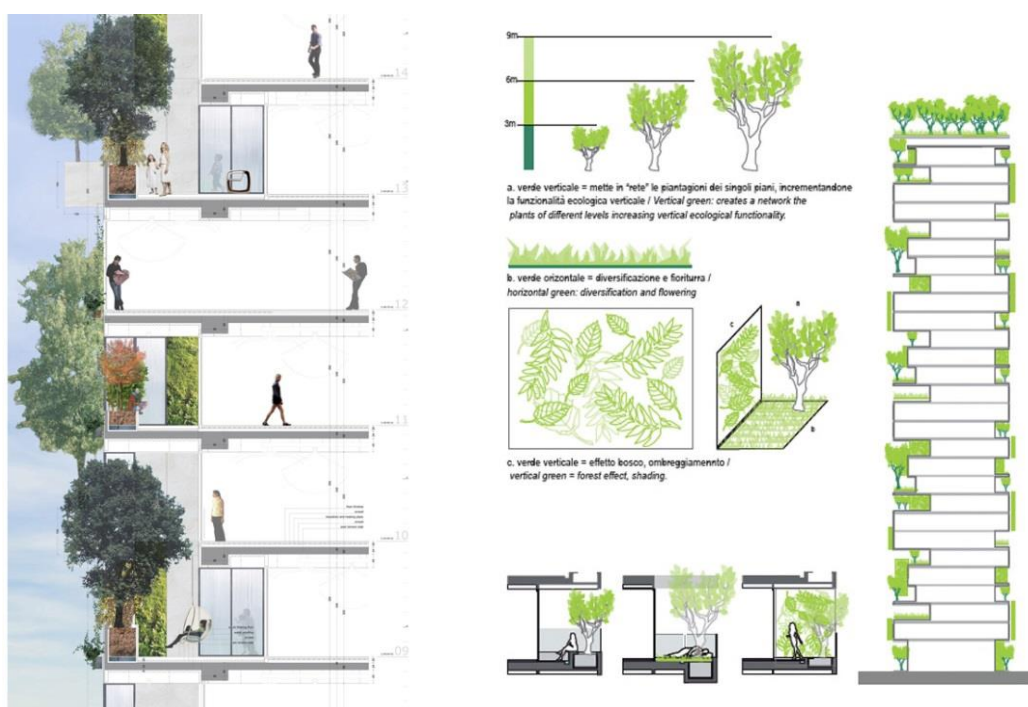 14
13
12
11
10
09
9m
6m
3m
a. verde verticale = mette in "rete" le piantagioni dei singoli piani, incrementandone
la funzionalità ecologica verticale / Vertical green: creates a network the
plants of different levels increasing vertical ecological functionality.
b. verde orizontale = diversificazione e fioritturra /
horizontal green: diversification and flowering
a
c
b
c. verde verticale = effetto bosco, ombreggiamennto /
vertical green = forest effect, shading.